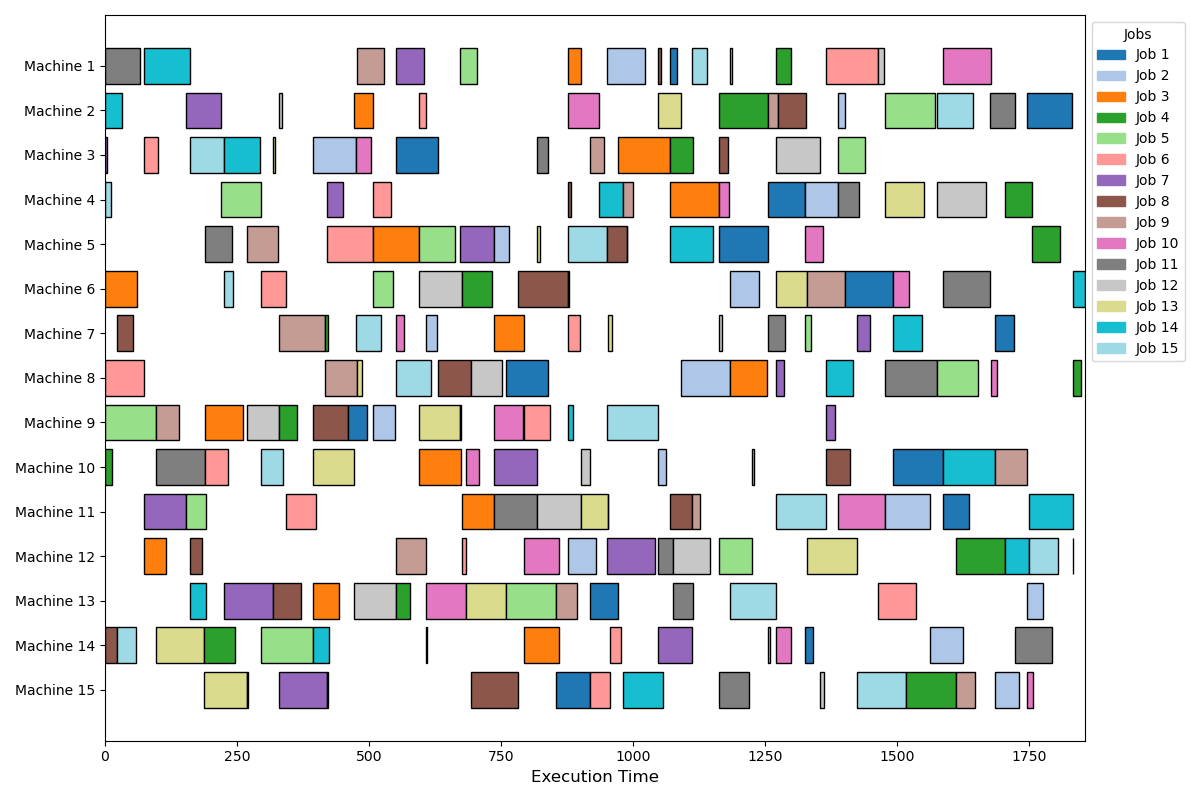 Machine 1
Machine 2
Machine 3
Machine 4
Machine 5
Machine 6
Machine 7
Machine 8
Machine 9
Machine 10
Machine 11
Machine 12
Machine 13
Machine 14
Machine 15
0 250 500 750 1000 1250 1500 1750
Execution Time
Jobs
Job 1
Job 2
Job 3
Job 4
Job 5
Job 6
Job 7
Job 8
Job 9
Job 10
Job 11
Job 12
Job 13
Job 14
Job 15